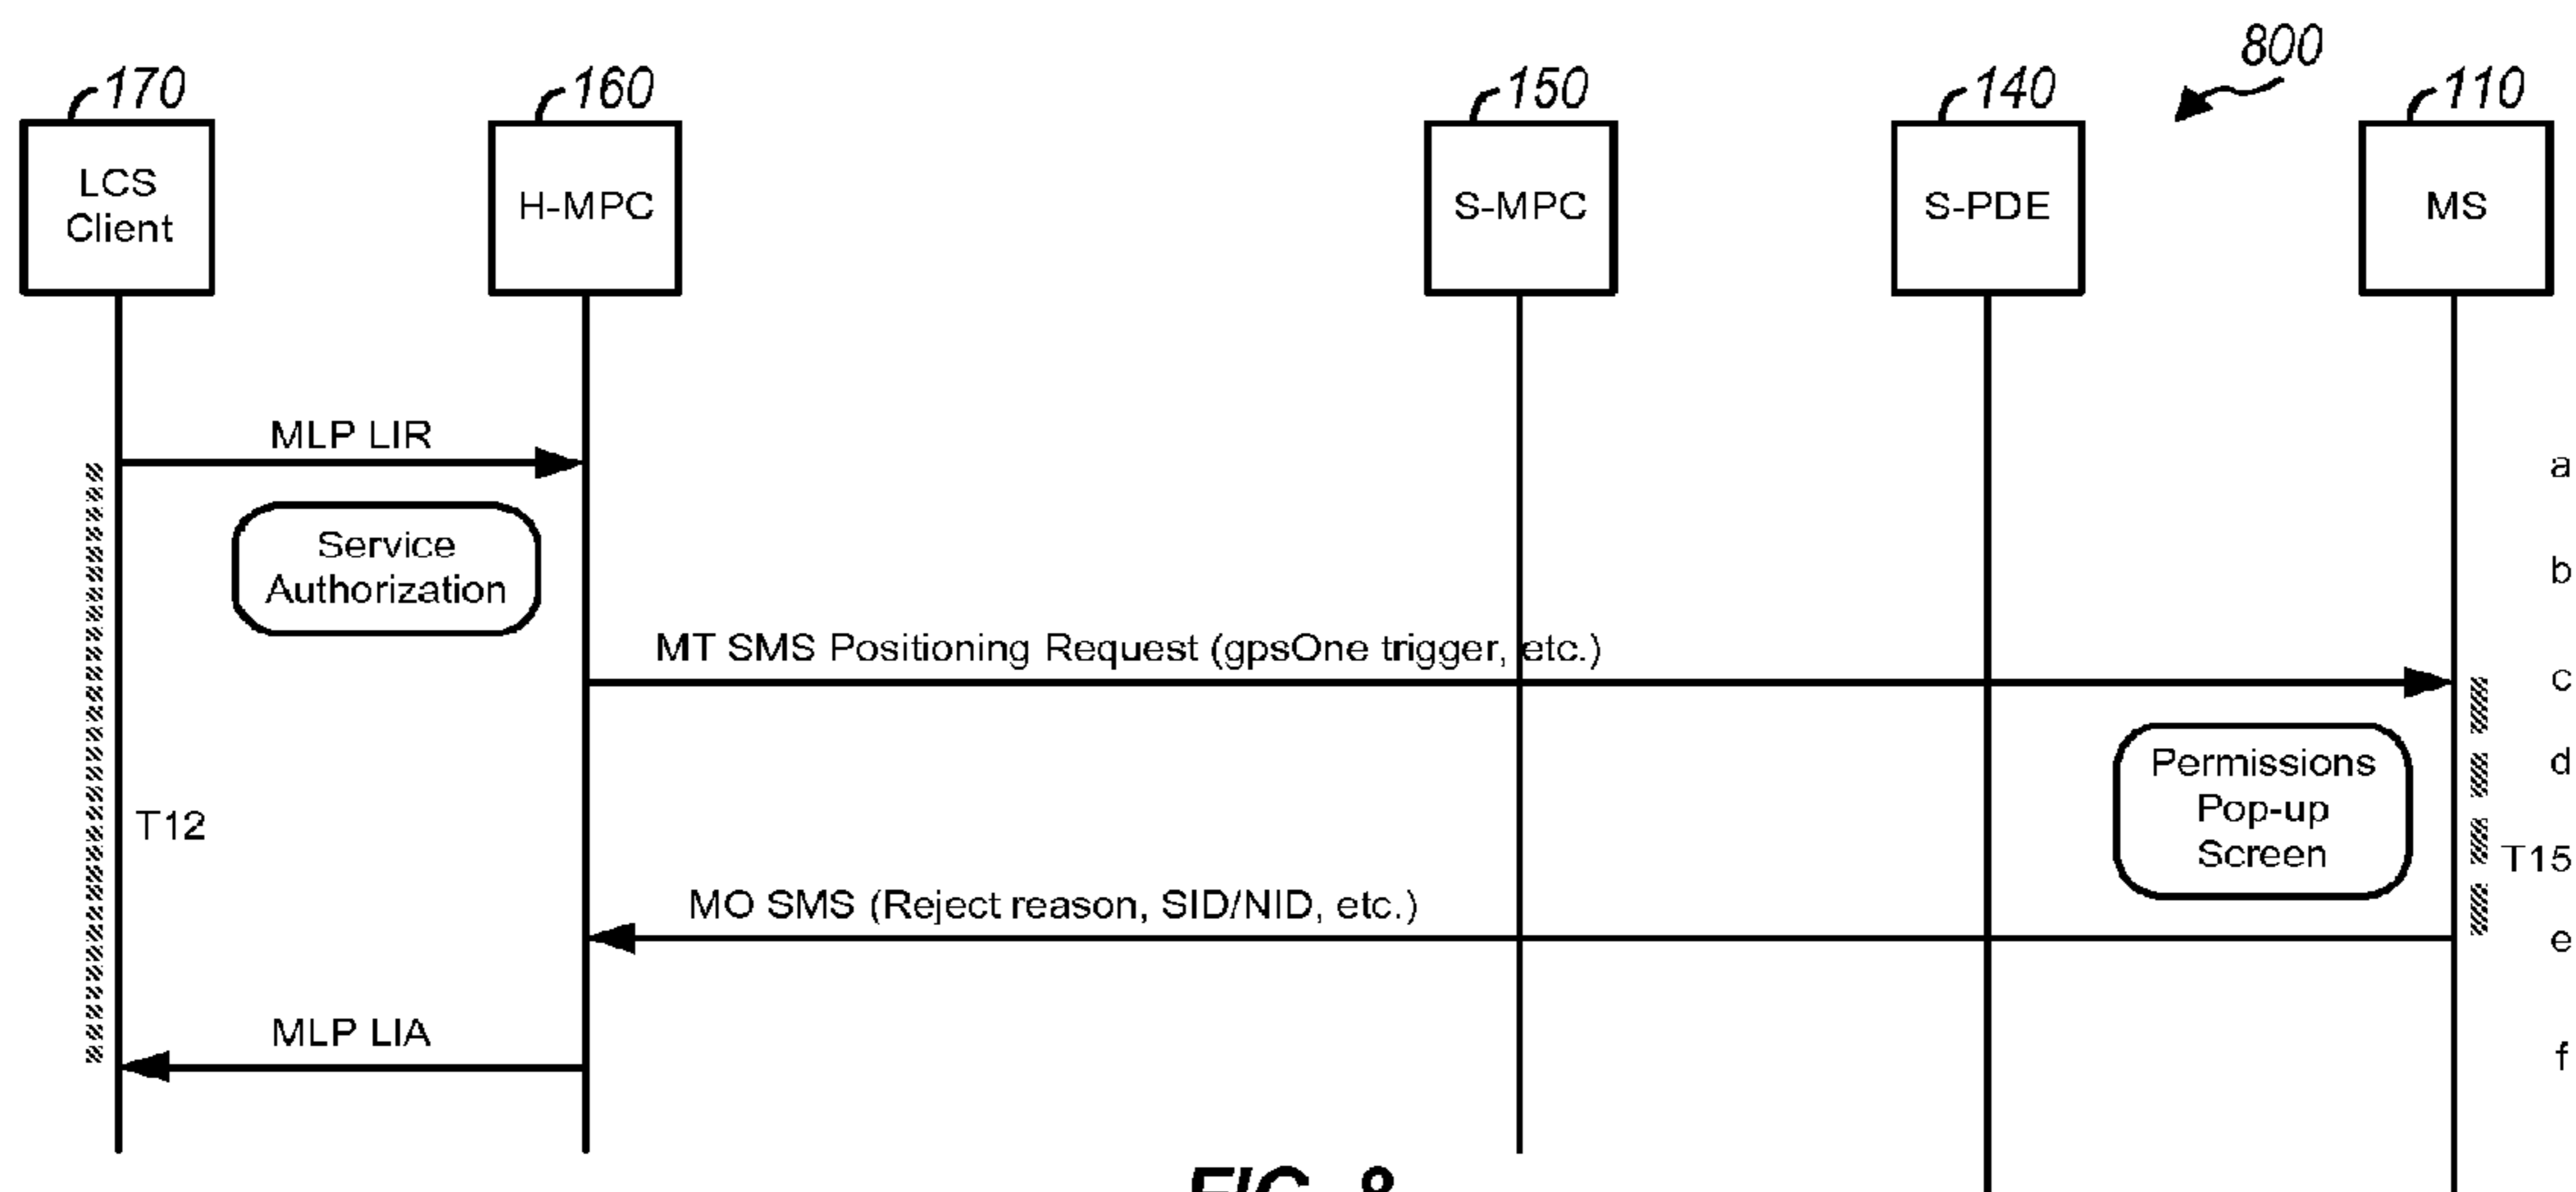 800
170
160
150
140
110
LCS
Client
H-MPC
S-MPC
S-PDE
MS
MLP LIR
a
Service
Authorization
b
MT SMS Positioning Request (gpsOne trigger, etc.)
c
Permissions
Pop-up
Screen
d
T12
T15
MO SMS (Reject reason, SID/NID, etc.)
e
MLP LIA
f
FIG. 8